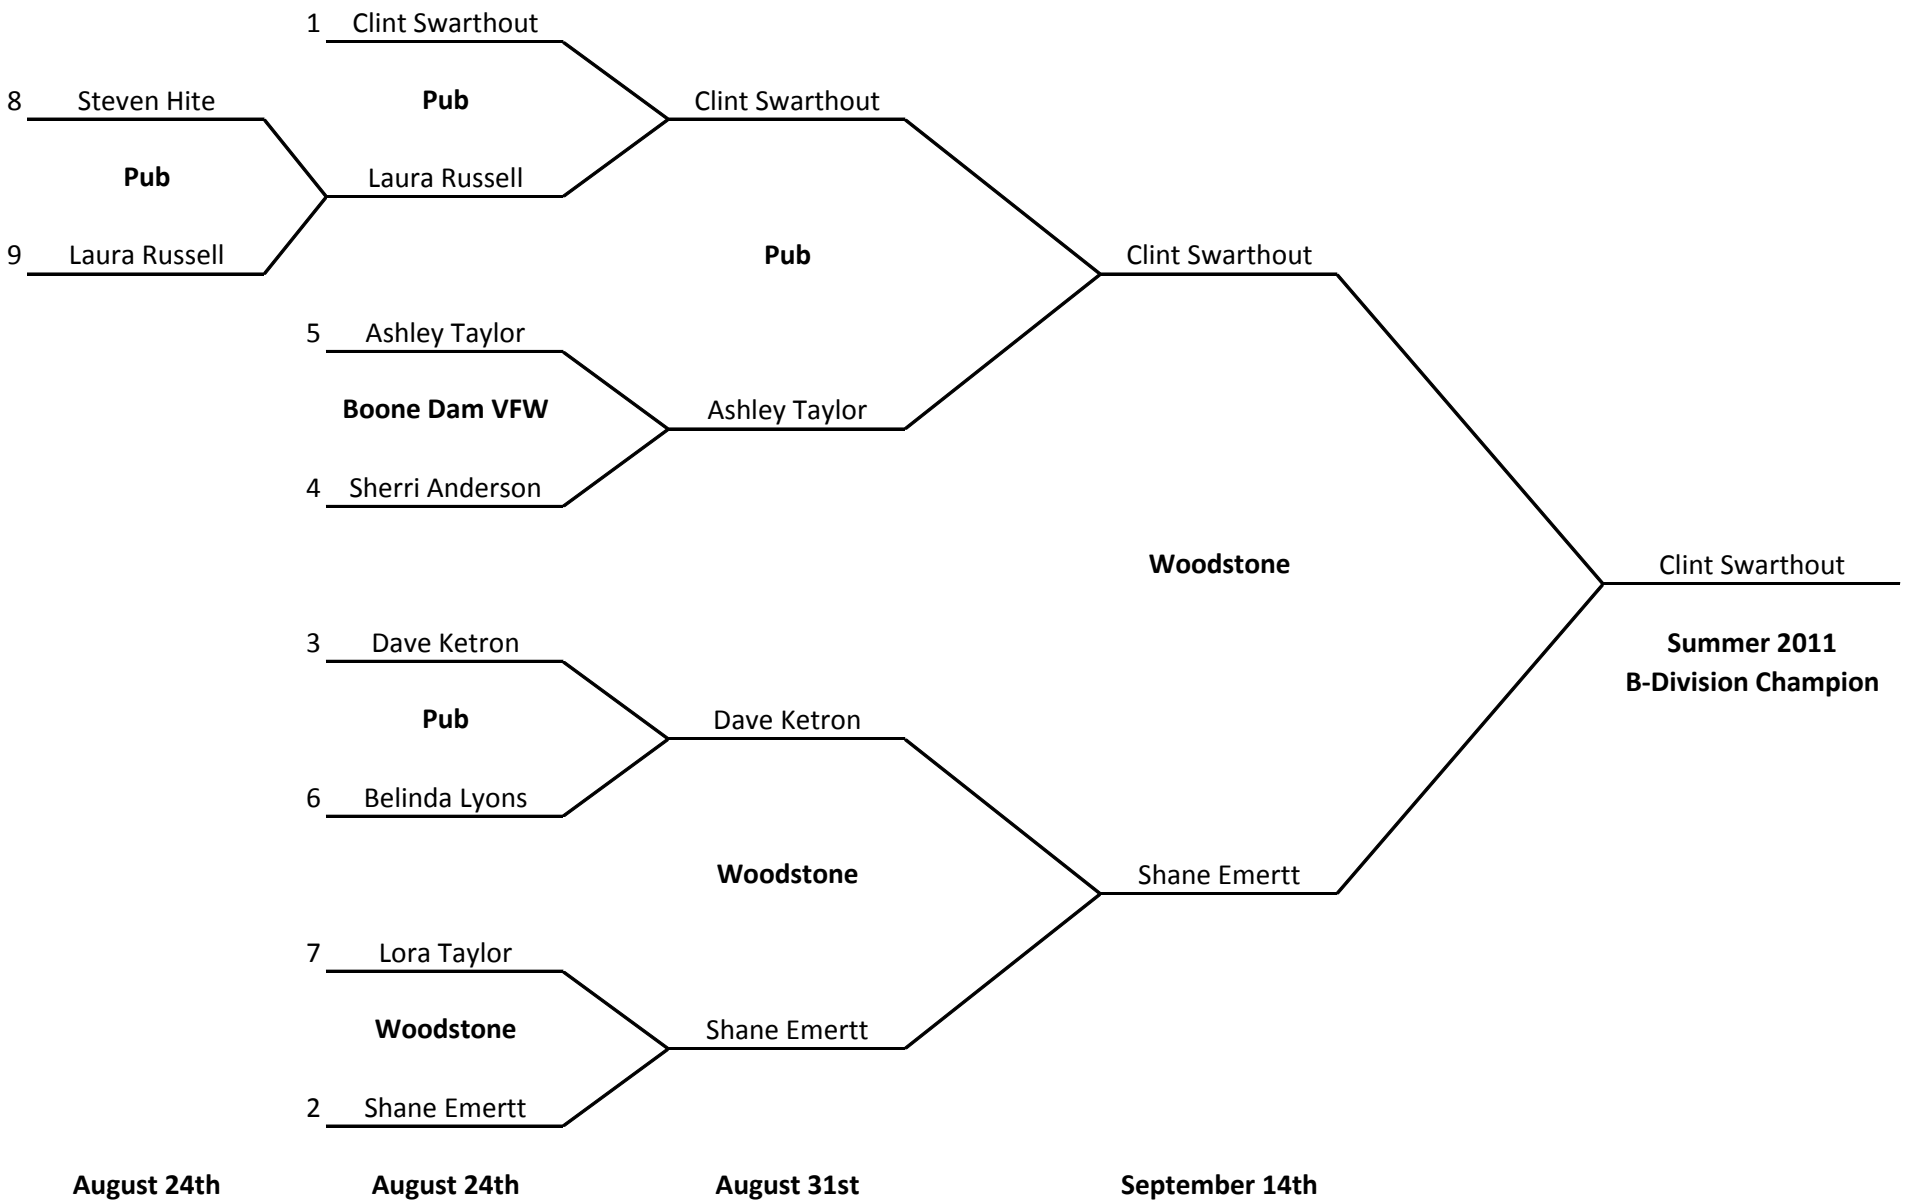 1 Clint Swarthout
8 Steven Hite
Pub
Clint Swarthout
Pub
Laura Russell
9 Laura Russell
Pub
Clint Swarthout
5 Ashley Taylor
Boone Dam VFW
Ashley Taylor
4 Sherri Anderson
Woodstone
Clint Swarthout
3 Dave Ketron
Summer 2011
B-Division Champion
Pub
Dave Ketron
6 Belinda Lyons
Woodstone
Shane Emertt
7 Lora Taylor
Woodstone
Shane Emertt
2 Shane Emertt
August 24th
August 24th
August 31st
September 14th